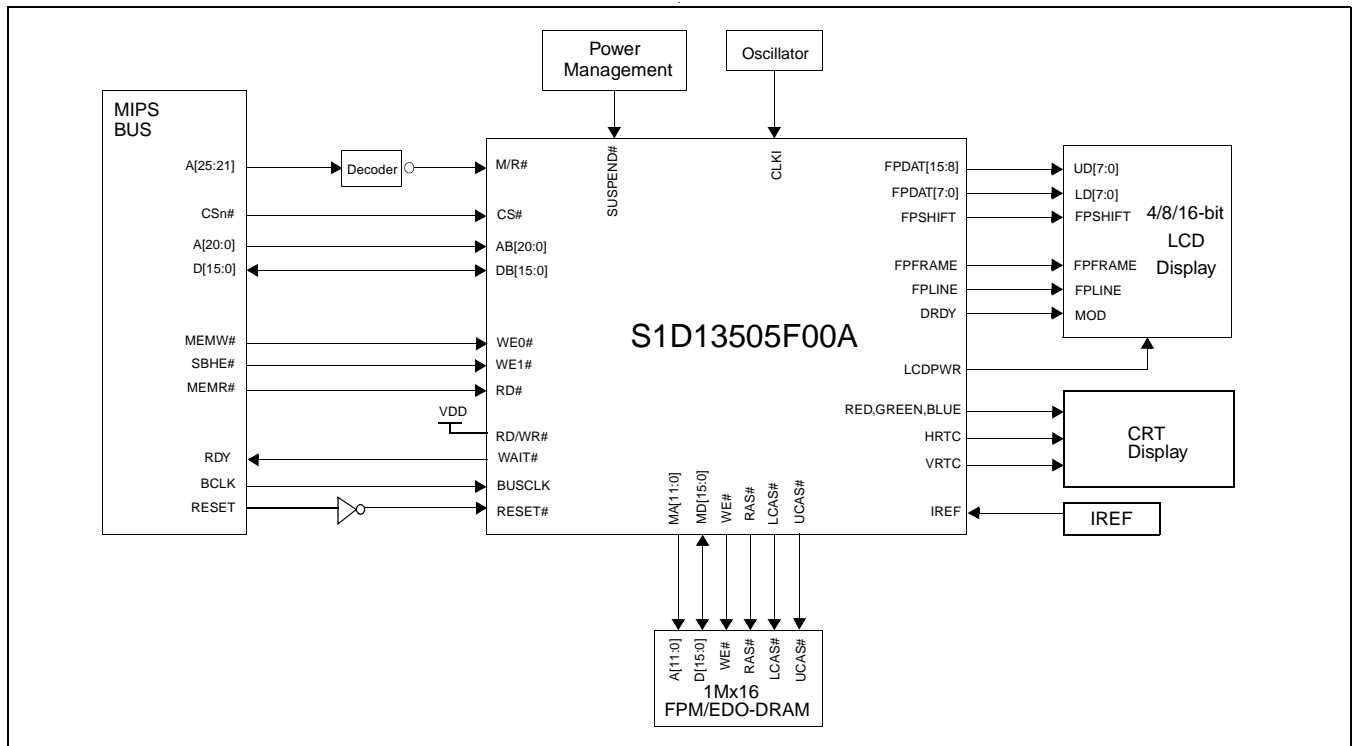 Power
Management
Oscillator
MIPS
BUS
A[25:21]
Decoder
M/R#
SUSPEND#
CLKI
FPDAT[15:8]
UD[7:0]
FPDAT[7:0]
LD[7:0]
CSn#
CS#
FPSHIFT
FPSHIFT
4/8/16-bit
LCD
Display
A[20:0]
AB[20:0]
D[15:0]
DB[15:0]
FPFRAME
FPFRAME
FPLINE
FPLINE
DRDY
MOD
S1D13505F00A
MEMW#
WE0#
SBHE#
WE1#
MEMR#
RD#
LCDPWR
VDD
RD/WR#
RED,GREEN,BLUE
HRTC
VRTC
CRT
Display
RDY
WAIT#
BCLK
BUSCLK
RESET
RESET#
IREF
IREF
MA[11:0]
MD[15:0]
WE#
RAS#
LCAS#
UCAS#
A[11:0]
D[15:0]
WE#
RAS#
LCAS#
UCAS#
1Mx16
FPM/EDO-DRAM